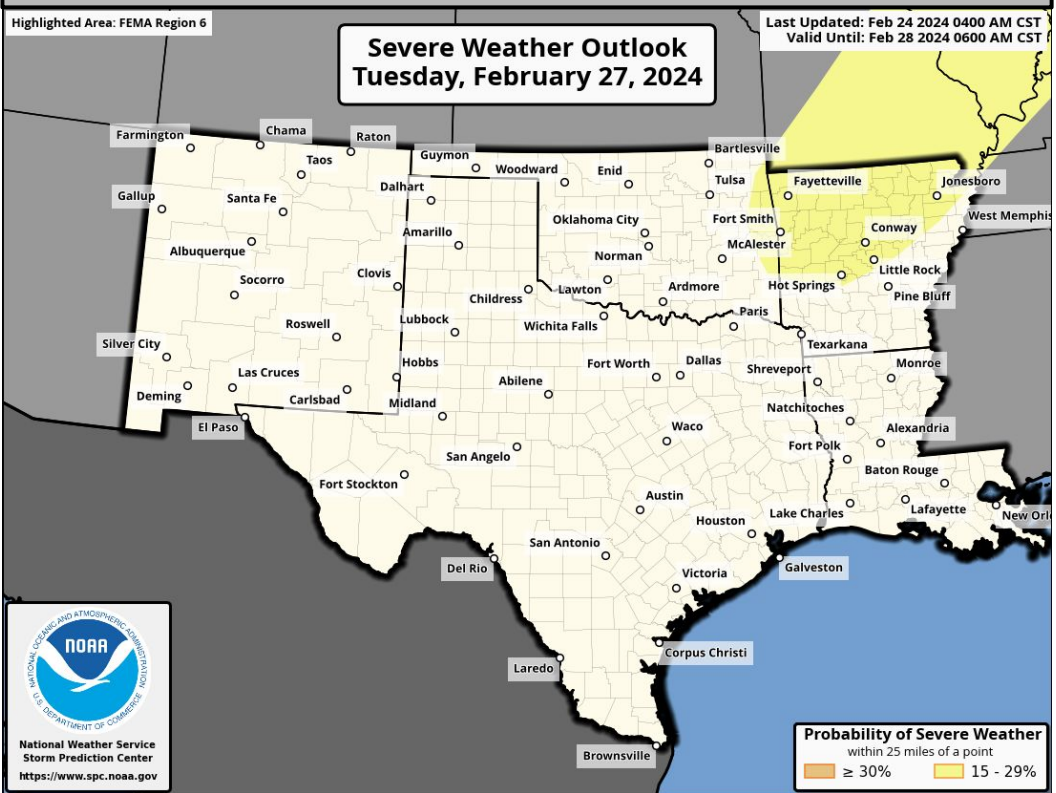 Highlighted Area: FEMA Region 6
Severe Weather Outlook
Tuesday, February 27, 2024
Last Updated: Feb 24 2024 0400 AM CST
Valid Until: Feb 28 2024 0600 AM CST
Farmington
Chama
Raton
Taos
Guymon
Woodward
Enid
Bartlesville
Tulsa
Fayetteville
Jonesboro
Gallup
Santa Fe
Dalhart
Oklahoma City
Fort Smith
West Memphis
Conway
Albuquerque
Amarillo
Norman
McAlester
Little Rock
Socorro
Clovis
Childress
Lawton
Ardmore
Hot Springs
Pine Bluff
Roswell
Lubbock
Wichita Falls
Paris
Texarkana
Silver City
Las Cruces
Hobbs
Fort Worth
Dallas
Shreveport
Monroe
Deming
Carlsbad
Midland
Abilene
Natchitoches
El Paso
Waco
Alexandria
San Angelo
Fort Polk
Baton Rouge
Fort Stockton
Austin
Lake Charles
Lafayette
New Orl
Houston
San Antonio
Del Rio
Galveston
Victoria
Laredo
Corpus Christi
Brownsville
NATIONAL OCEANIC AND ATMOSPHERIC ADMINISTRATION
NOAA
U.S. DEPARTMENT OF COMMERCE
National Weather Service
Storm Prediction Center
https://www.spc.noaa.gov
Probability of Severe Weather
within 25 miles of a point
≥ 30%
15 - 29%